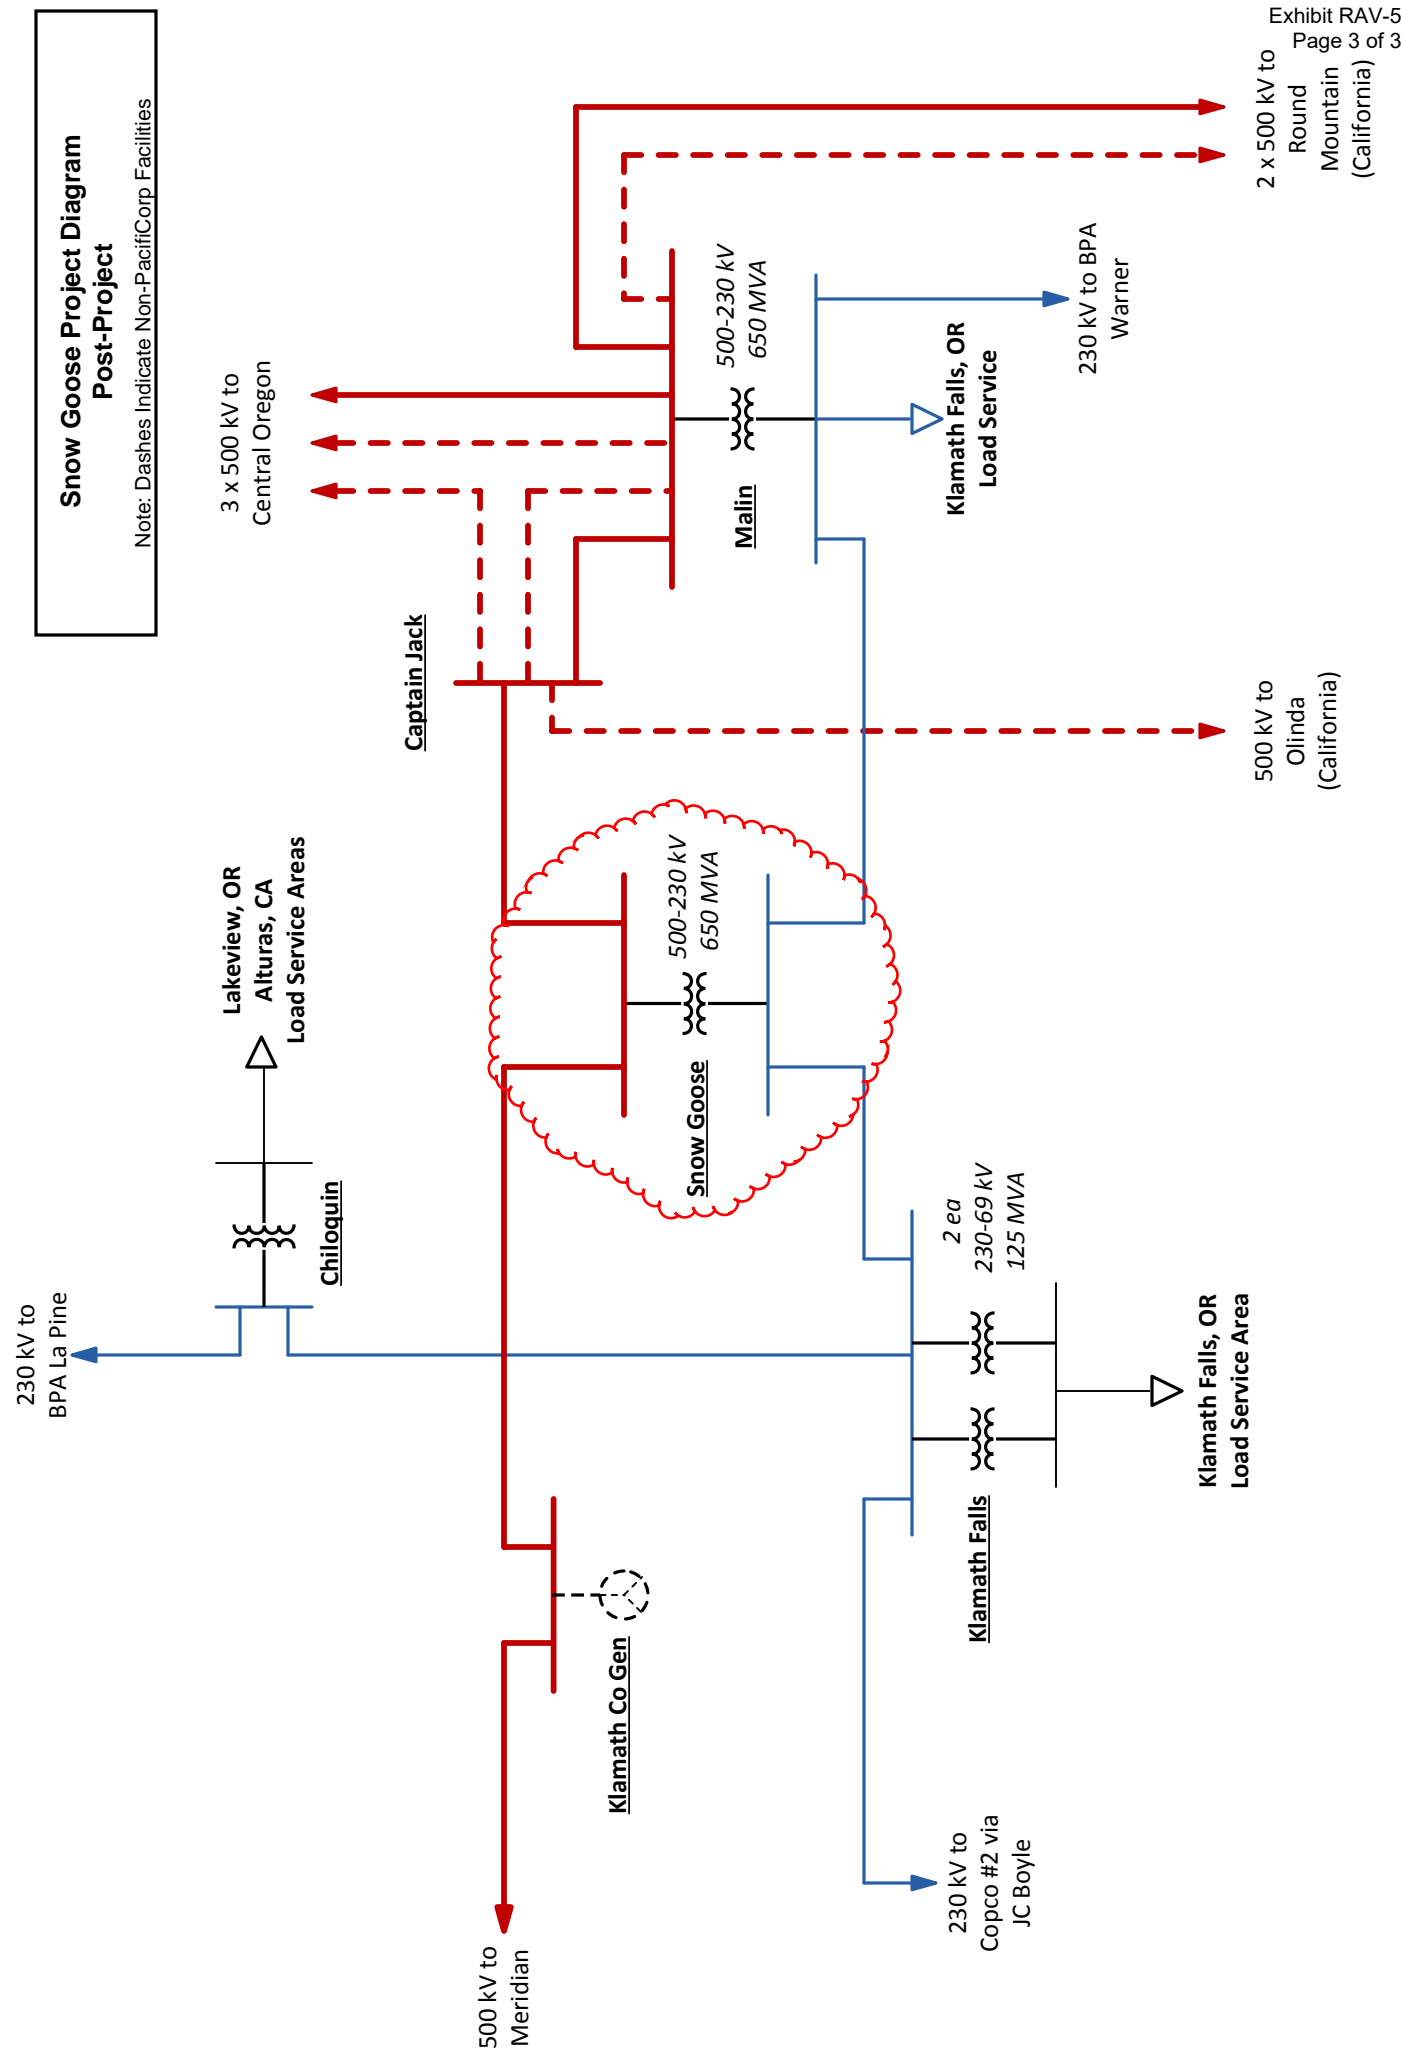 Exhibit RAV-5
Page 3 of 3
Snow Goose Project Diagram
Post-Project
Note: Dashes Indicate Non-PacifiCorp Facilities
230 kV to
BPA La Pine
Chiloquin
Lakeview, OR
Alturas, CA
Load Service Areas
3 x 500 kV to
Central Oregon
Captain Jack
500 kV to
Meridian
Klamath Co Gen
Snow Goose
500-230 kV
650 MVA
Malin
500-230 kV
650 MVA
Klamath Falls, OR
Load Service
230 kV to BPA
Warner
2 x 500 kV to
Round
Mountain
(California)
230 kV to
Copco #2 via
JC Boyle
Klamath Falls
2 ea
230-69 kV
125 MVA
Klamath Falls, OR
Load Service Area
500 kV to
Olinda
(California)